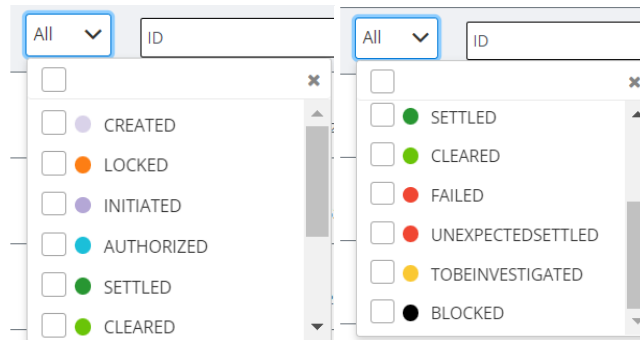 All
ID
CREATED
LOCKED
INITIATED
AUTHORIZED
SETTLED
CLEARED
All
ID
SETTLED
CLEARED
FAILED
UNEXPECTEDSETTLED
TOBEINVESTIGATED
BLOCKED